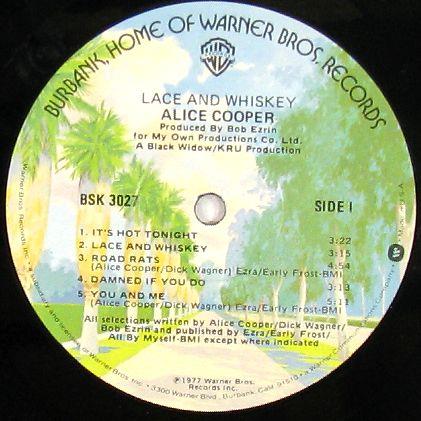 BURBANK, HOME OF WARNER BROS. RECORDS
LACE AND WHISKEY
ALICE COOPER
Produced By Bob Ezrin
for My Own Productions Co. Ltd.
A Black Widow/KRU Production
BSK 3027
SIDE 1
1. IT'S HOT TONIGHT 3:22
2. LACE AND WHISKEY 3:15
3. ROAD RATS 4:54
(Alice Cooper/Dick Wagner) Ezra/Early Frost-BMI
4. DAMNED IF YOU DO 3:13
5. YOU AND ME 5:11
(Alice Cooper/Dick Wagner) Ezra/Early Frost-BMI
All selections written by Alice Cooper/Dick Wagner/
Bob Ezrin and published by Ezra/Early Frost/
All By Myself-BMI except where indicated
℗1977 Warner Bros.
Records Inc.
Warner Bros. Records Inc.
3300 Warner Blvd., Burbank, Calif.